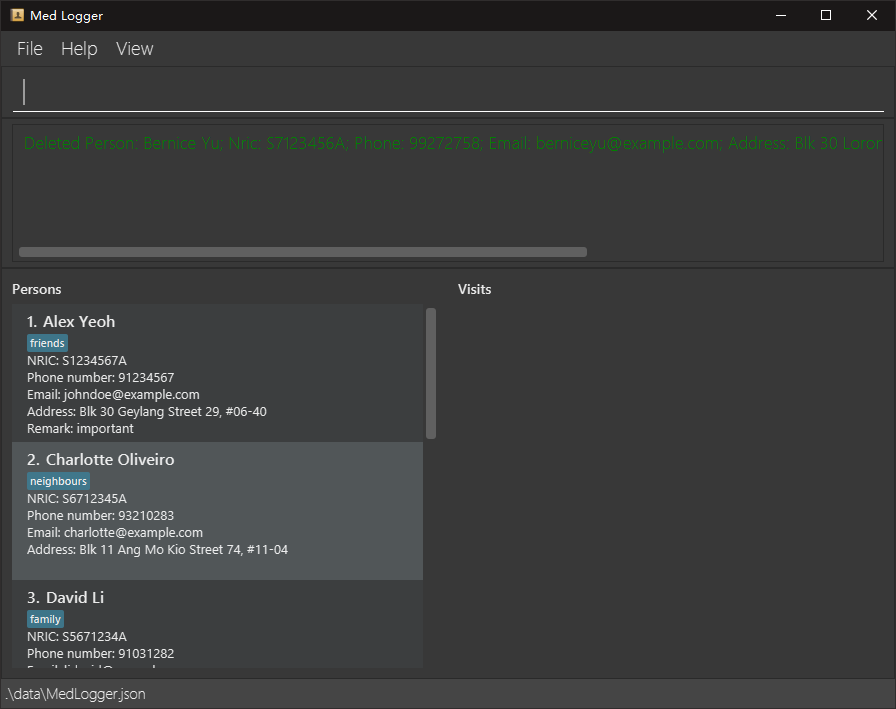 Med Logger
File Help View
Deleted Person: Bernice Yu; Nric: S7123456A; Phone: 99272758; Email: berniceyu@example.com; Address: Blk 30 Loror
Persons
Visits
1. Alex Yeoh
friends
NRIC: S1234567A
Phone number: 91234567
Email: johndoe@example.com
Address: Blk 30 Geylang Street 29, #06-40
Remark: important
2. Charlotte Oliveiro
neighbours
NRIC: S6712345A
Phone number: 93210283
Email: charlotte@example.com
Address: Blk 11 Ang Mo Kio Street 74, #11-04
3. David Li
family
NRIC: S5671234A
Phone number: 91031282
.\data\MedLogger.json